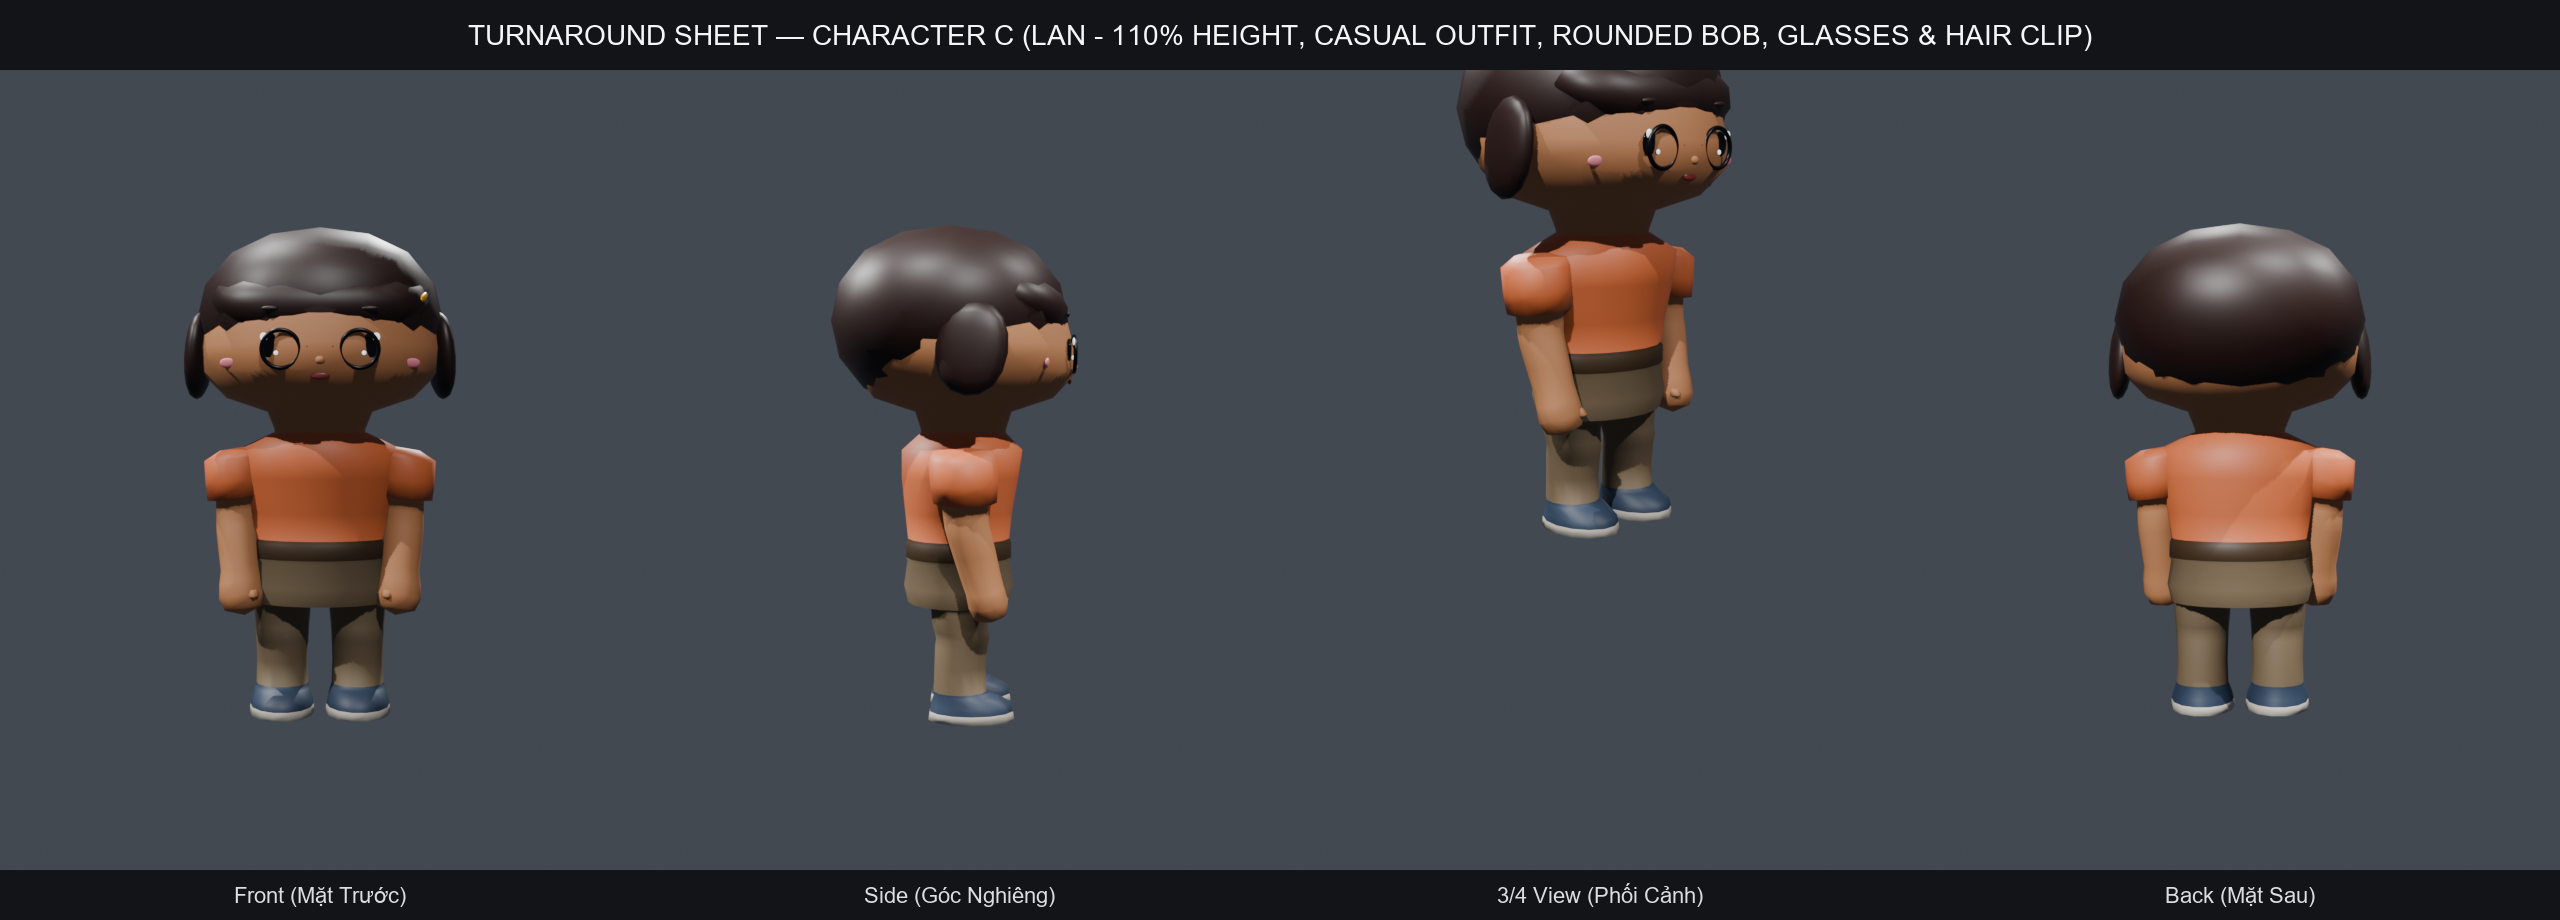 TURNAROUND SHEET — CHARACTER C (LAN - 110% HEIGHT, CASUAL OUTFIT, ROUNDED BOB, GLASSES & HAIR CLIP)
Front (Mặt Trước)
Side (Góc Nghiêng)
3/4 View (Phối Cảnh)
Back (Mặt Sau)